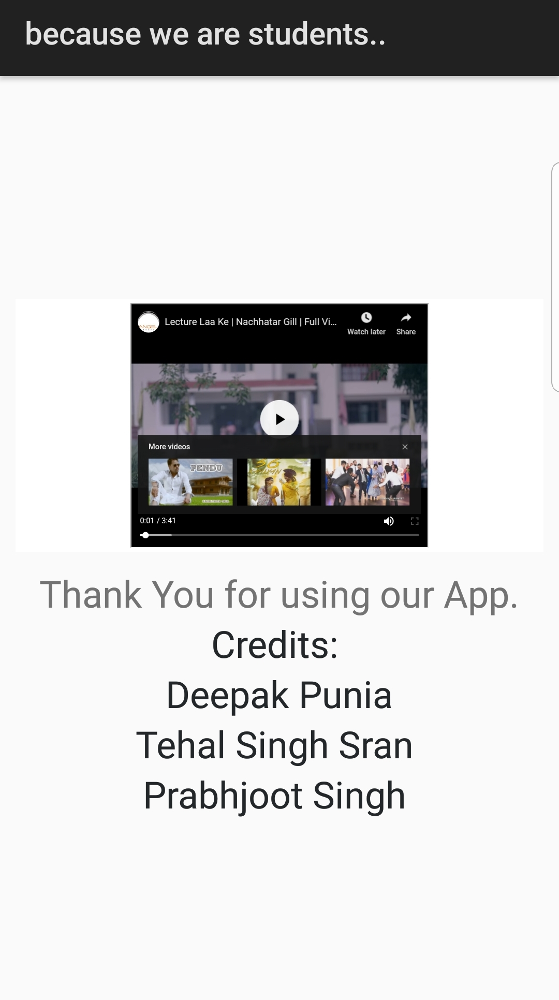 because we are students..
ANGEL
Lecture Laa Ke | Nachhatar Gill | Full Vi...
Watch later
Share
More videos
PENDU
0:01 / 3:41
Thank You for using our App.
Credits:
Deepak Punia
Tehal Singh Sran
Prabhjoot Singh